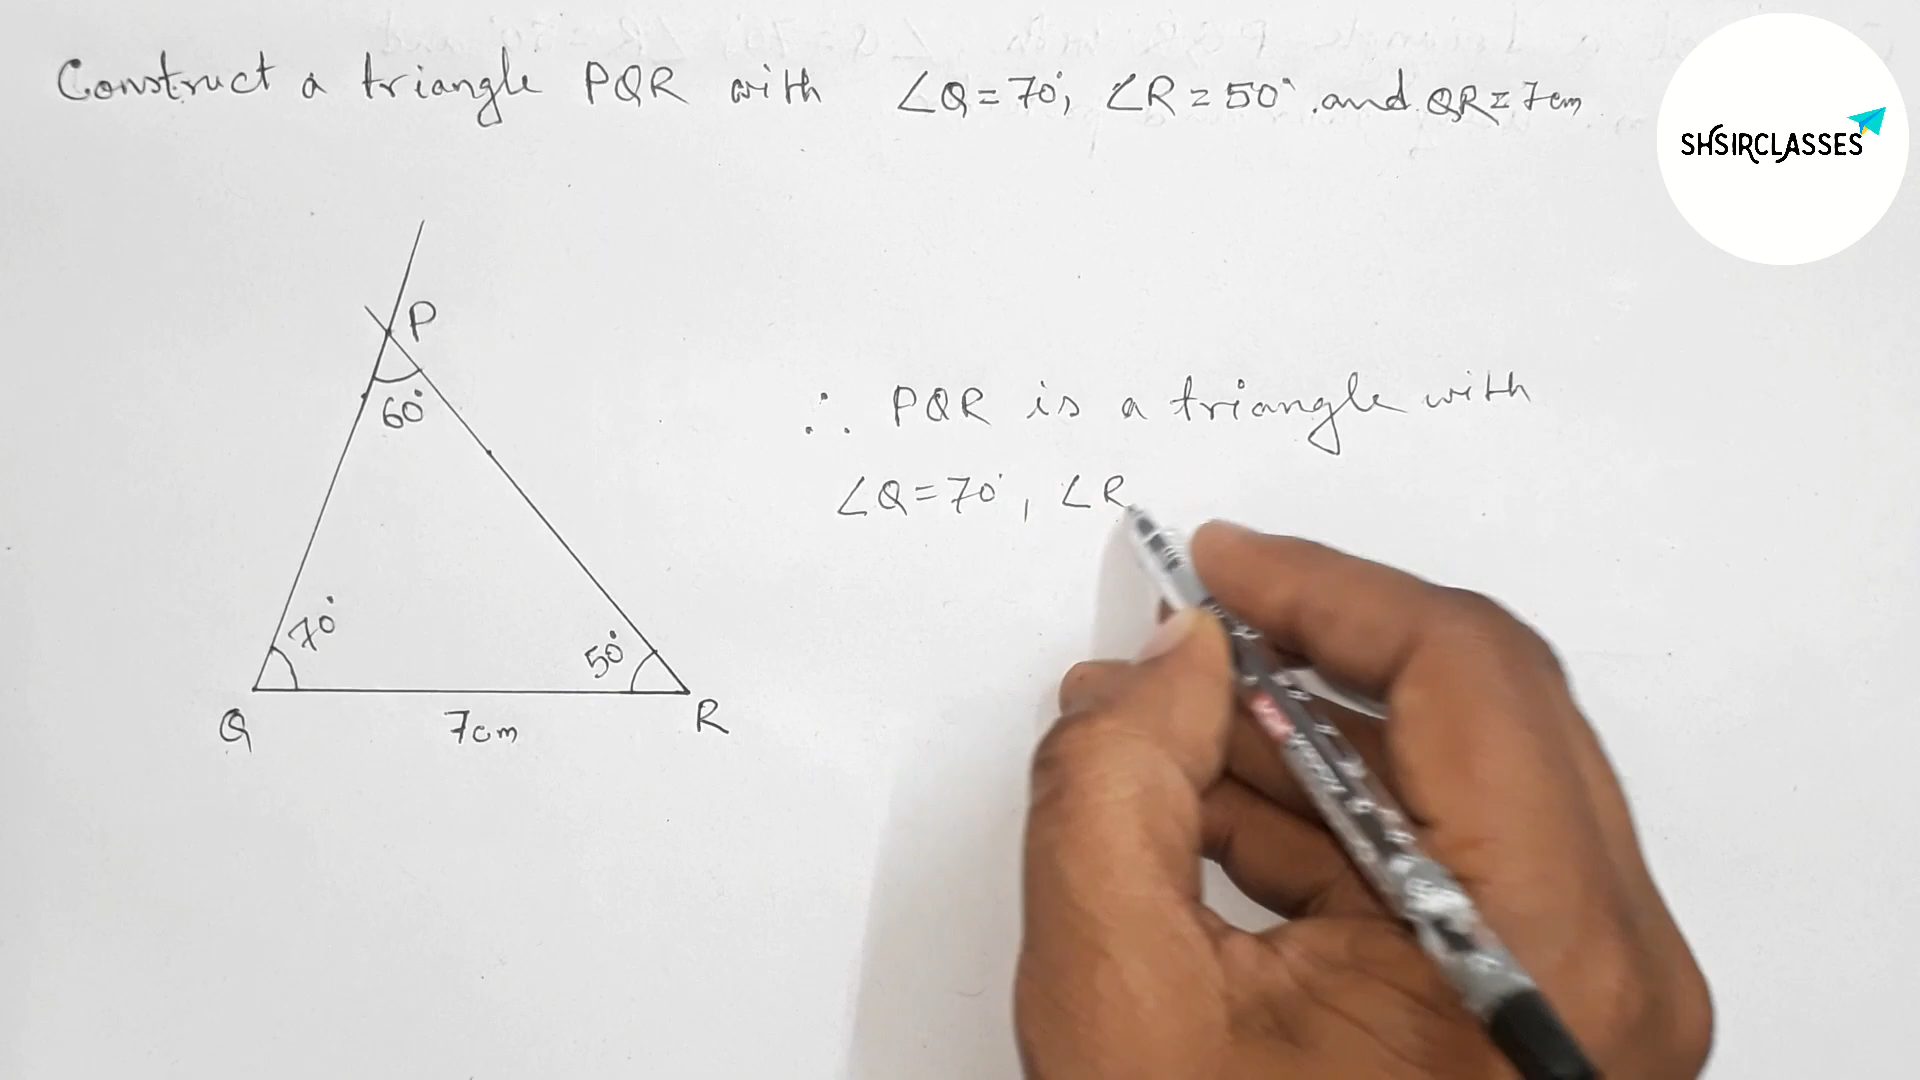 Construct a triangle PQR with ∠Q = 70°, ∠R = 50° and QR = 7cm
SHSIRCLASSES
P
60°
∴ PQR is a triangle with
∠Q = 70°, ∠R
70°
50°
Q
7cm
R